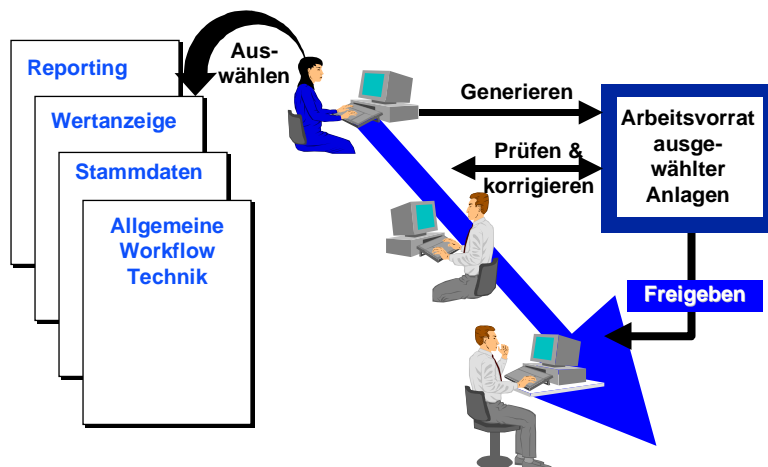 Reporting
Wertanzeige
Stammdaten
Allgemeine
Workflow
Technik
Aus-
wählen
Generieren
Prüfen &
korrigieren
Arbeitsvorrat
ausge-
wählter
Anlagen
Freigeben